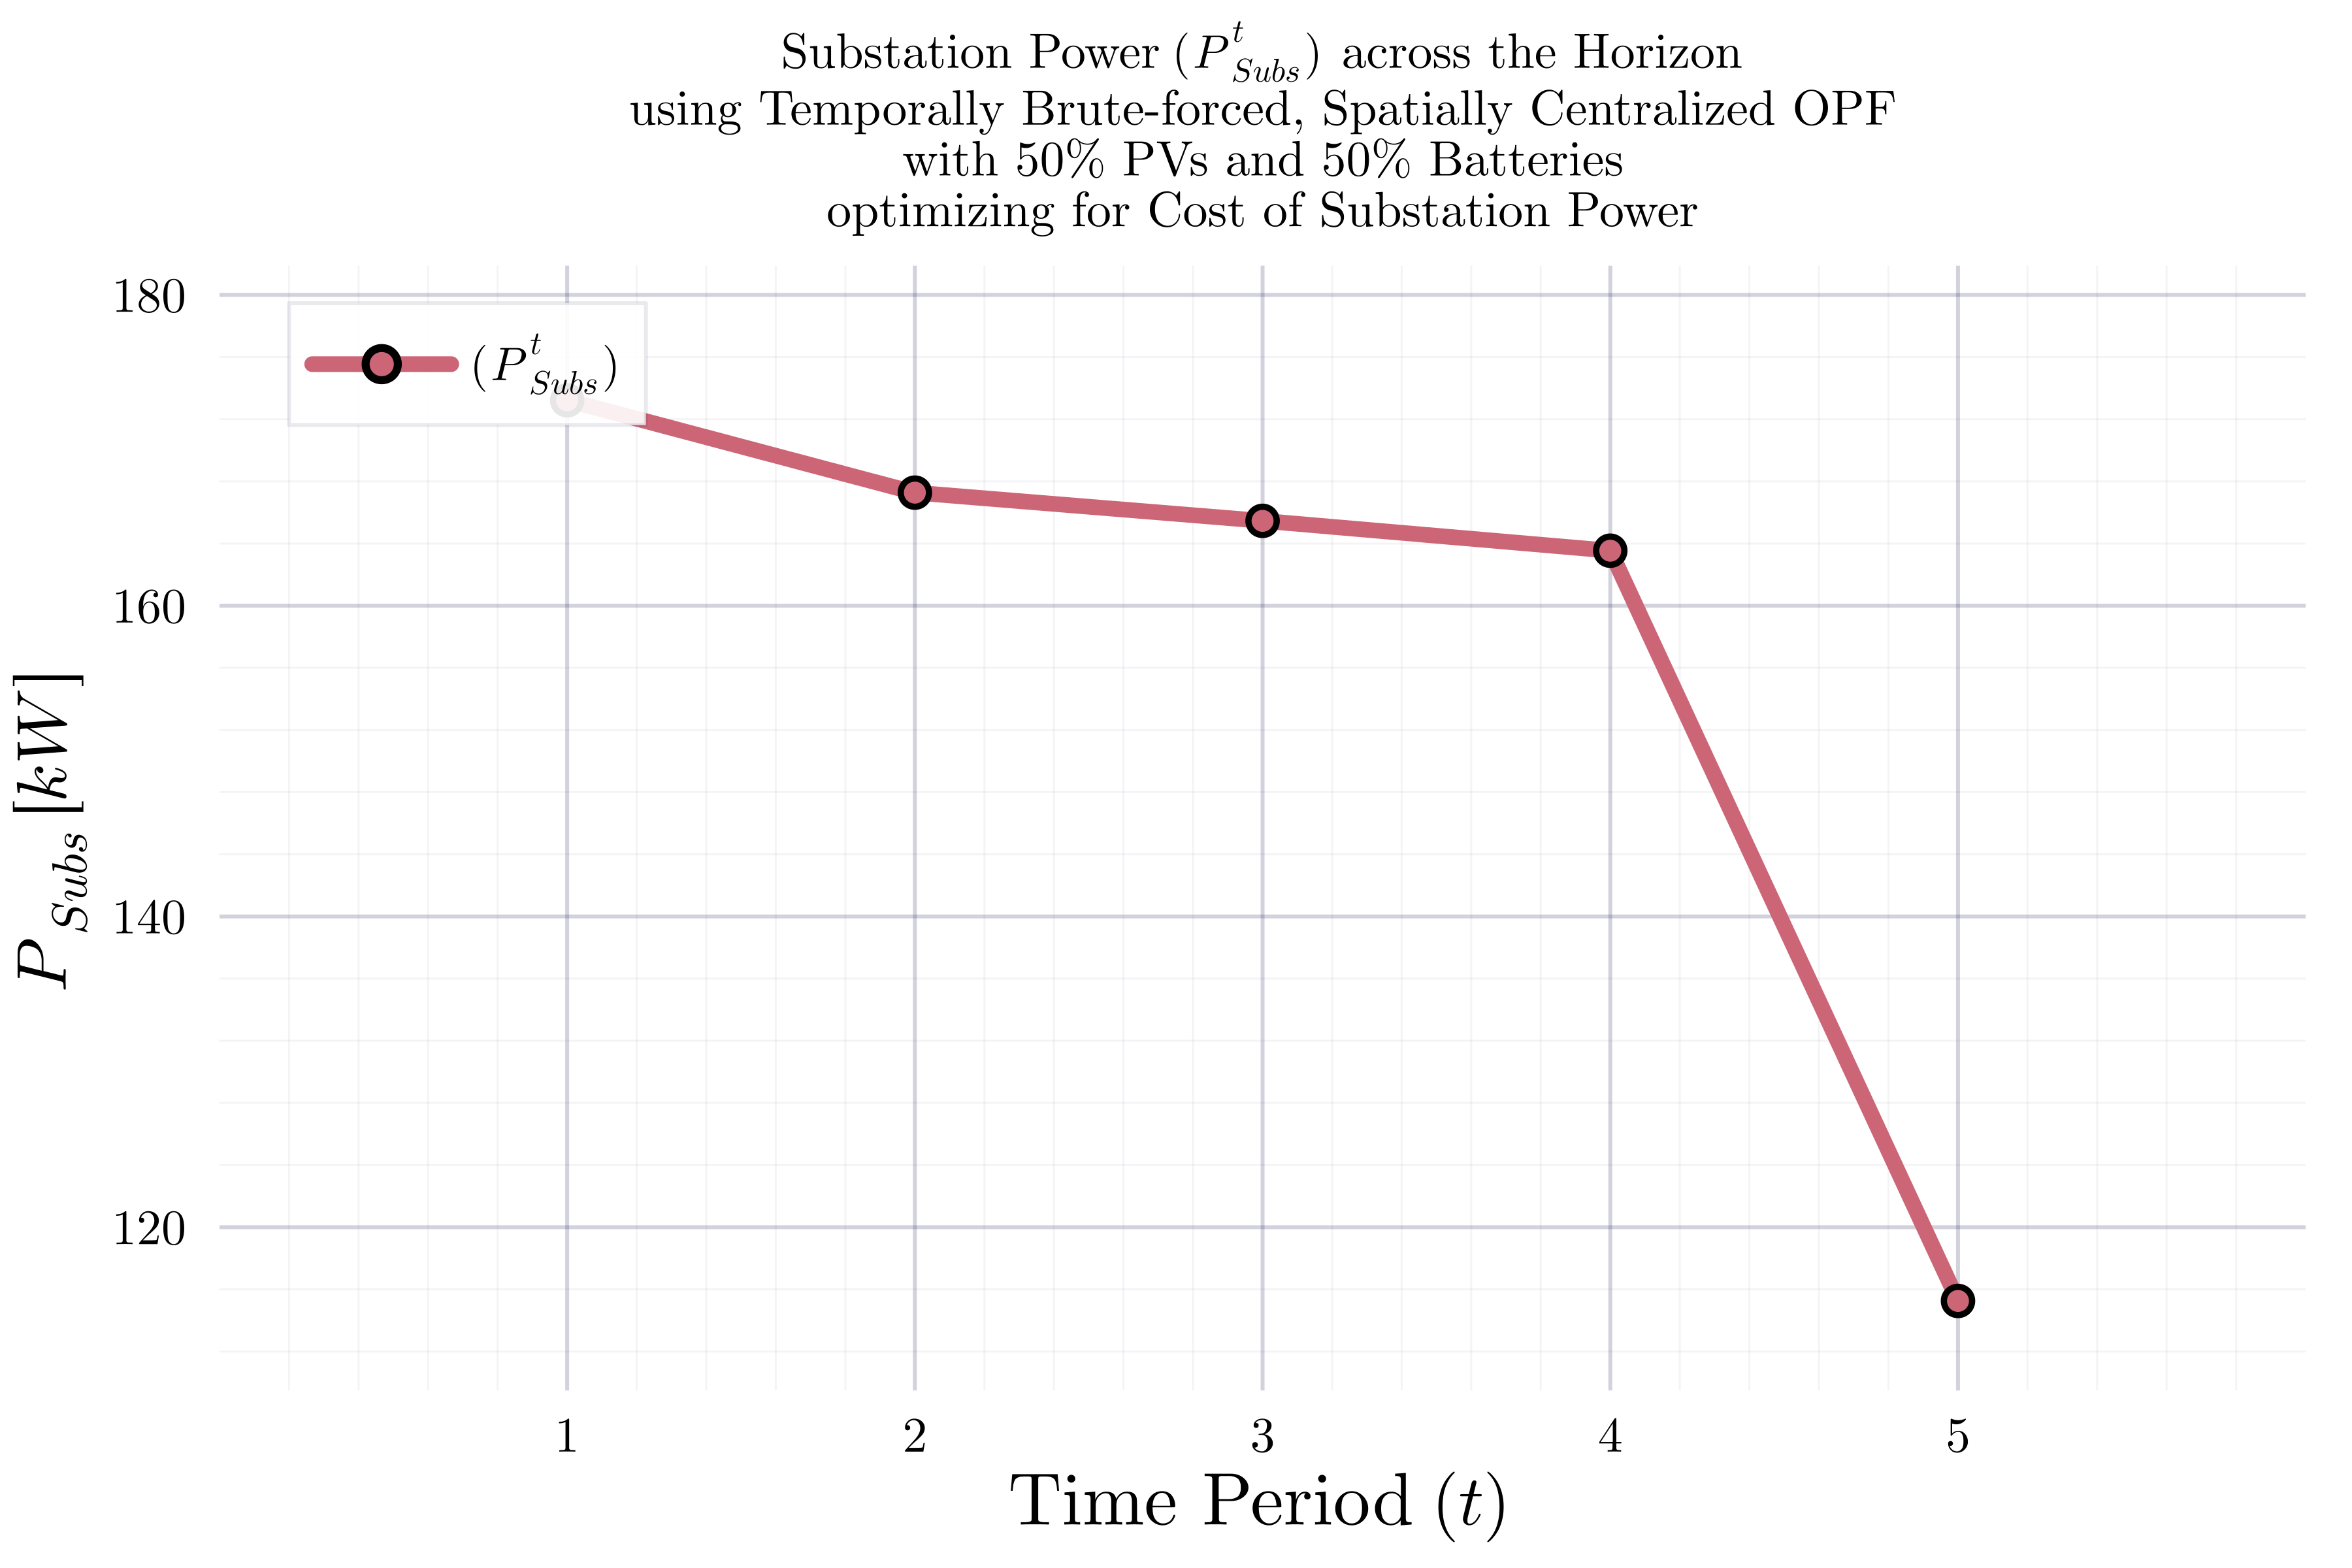 Substation Power (P^t_Subs) across the Horizon
using Temporally Brute-forced, Spatially Centralized OPF
with 50% PVs and 50% Batteries
optimizing for Cost of Substation Power
180
(P^t_Subs)
160
P_Subs [kW]
140
120
1 2 3 4 5
Time Period (t)